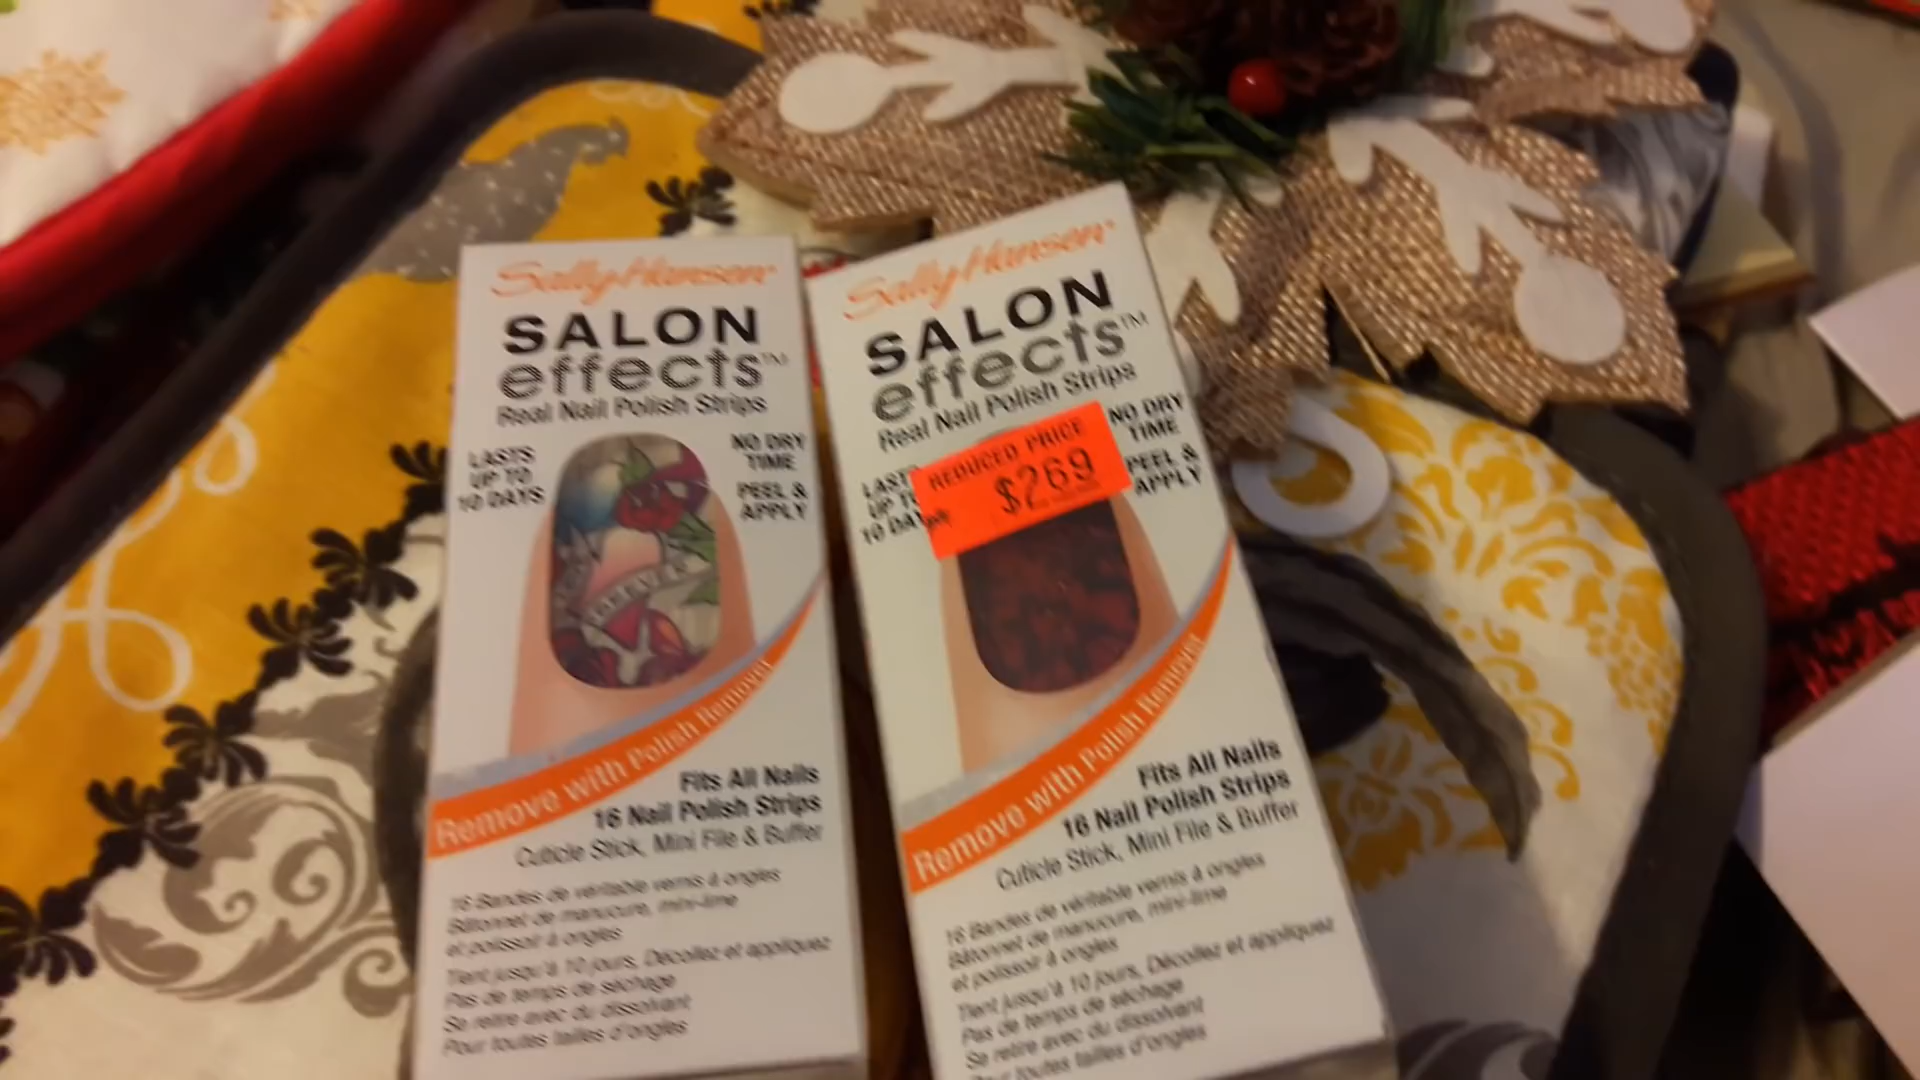 Sally Hansen
SALON
effects™
Real Nail Polish Strips
LASTS
UP TO
10 DAYS
NO DRY
TIME
PEEL &
APPLY
Remove with Polish Remover
Fits All Nails
16 Nail Polish Strips
Cuticle Stick, Mini File & Buffer
16 Bandes de véritable vernis à ongles
Bâtonnet de manucure, mini-lime
et polissoir à ongles
Tient jusqu'à 10 jours, Décollez et appliquez
Pas de temps de séchage
Se retire avec du dissolvant
Pour toutes tailles d'ongles
Sally Hansen
SALON
effects™
Real Nail Polish Strips
REDUCED PRICE
$269
LAST
UP T
10 DAY
NO DRY
TIME
PEEL &
APPLY
Remove with Polish Remover
Fits All Nails
16 Nail Polish Strips
Cuticle Stick, Mini File & Buffer
16 Bandes de véritable vernis à ongles
Bâtonnet de manucure, mini-lime
et polissoir à ongles
Tient jusqu'à 10 jours, Décollez et appliquez
Pas de temps de séchage
Se retire avec du dissolvant
Pour toutes tailles d'ongles